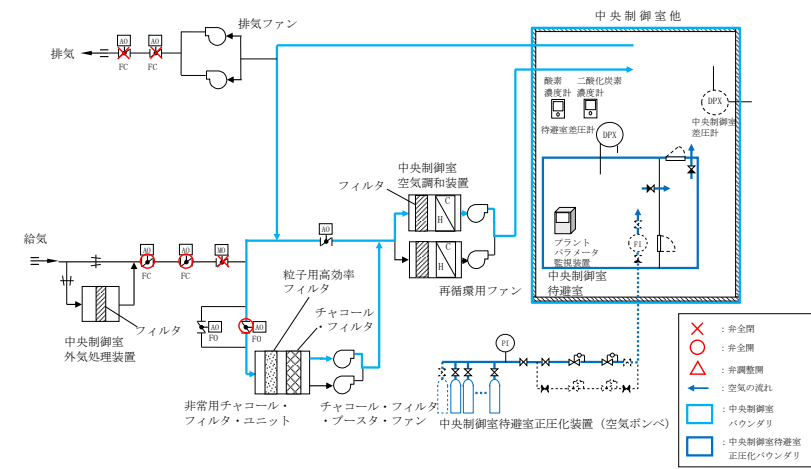 中央制御室他
排気ファン
排気
AO
AO
FC
FC
酸素
濃度計
二酸化炭素
濃度計
DPX
中央制御室
差圧計
待避室差圧計
DPX
中央制御室
空気調和装置
フィルタ
C
H
C
H
再循環用ファン
プラント
パラメータ
監視装置
FI
中央制御室
待避室
給気
AO
AO
MO
FC
FC
AO
フィルタ
中央制御室
外気処理装置
粒子用高効率
フィルタ
チャコール
・フィルタ
AO
FO
AO
FO
非常用チャコール・
フィルタ・ユニット
チャコール・フィルタ
・ブースタ・ファン
PI
中央制御室待避室正圧化装置（空気ボンベ）
：弁全閉
：弁全開
：弁調整開
：空気の流れ
：中央制御室
バウンダリ
：中央制御室待避室
正圧化バウンダリ